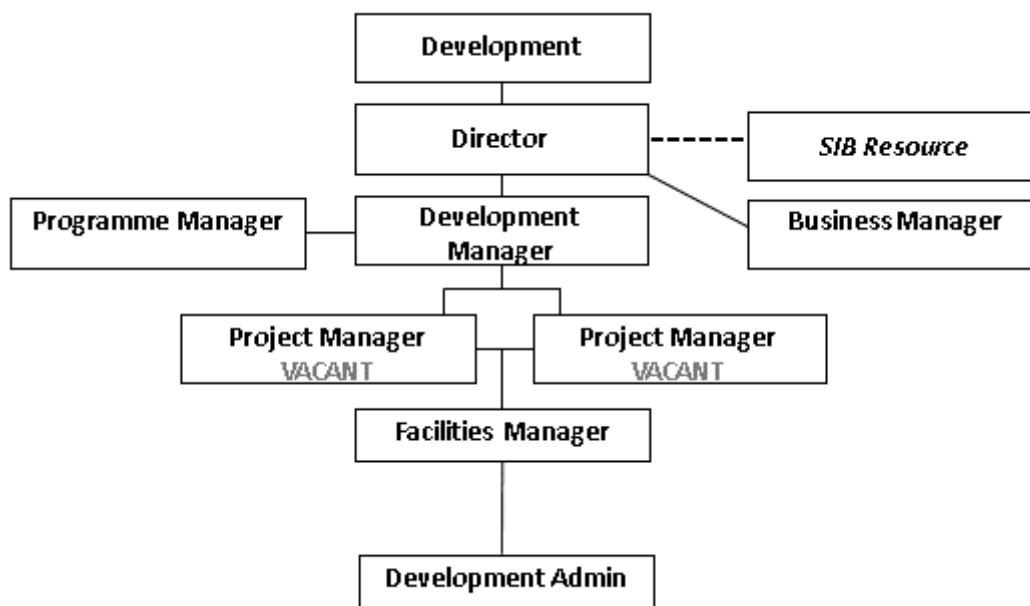 Development
Director
SIB Resource
Programme Manager
Development
Manager
Business Manager
Project Manager
VACANT
Project Manager
VACANT
Facilities Manager
Development Admin